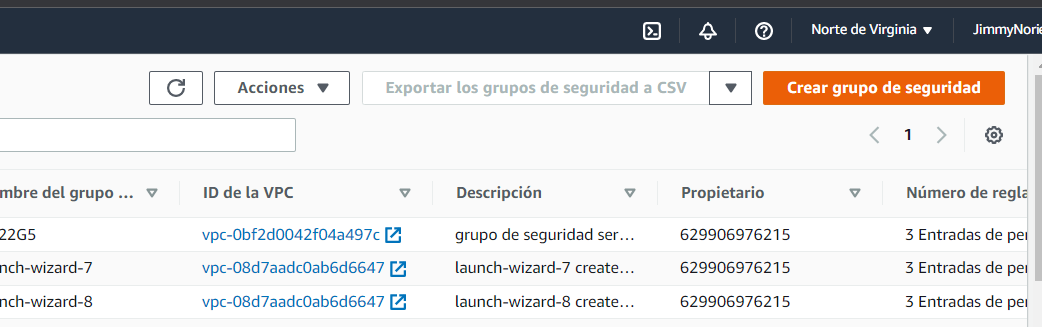 Norte de Virginia ▼ JimmyNorie
Acciones ▼ Exportar los grupos de seguridad a CSV ▼ Crear grupo de seguridad
1
mbre del grupo ... ID de la VPC Descripción Propietario Número de regla
22G5 vpc-0bf2d0042f04a497c grupo de seguridad ser... 629906976215 3 Entradas de per
nch-wizard-7 vpc-08d7aadc0ab6d6647 launch-wizard-7 create... 629906976215 3 Entradas de per
nch-wizard-8 vpc-08d7aadc0ab6d6647 launch-wizard-8 create... 629906976215 3 Entradas de per